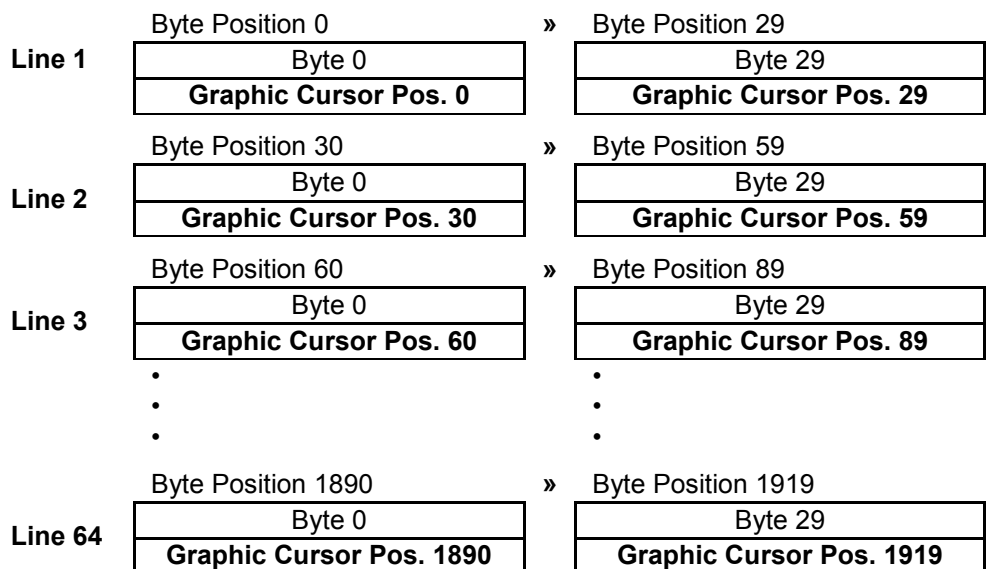 Byte Position 0 » Byte Position 29
Line 1
Byte 0 Byte 29
Graphic Cursor Pos. 0 Graphic Cursor Pos. 29
Byte Position 30 » Byte Position 59
Line 2
Byte 0 Byte 29
Graphic Cursor Pos. 30 Graphic Cursor Pos. 59
Byte Position 60 » Byte Position 89
Line 3
Byte 0 Byte 29
Graphic Cursor Pos. 60 Graphic Cursor Pos. 89
• •
• •
• •
Byte Position 1890 » Byte Position 1919
Line 64
Byte 0 Byte 29
Graphic Cursor Pos. 1890 Graphic Cursor Pos. 1919